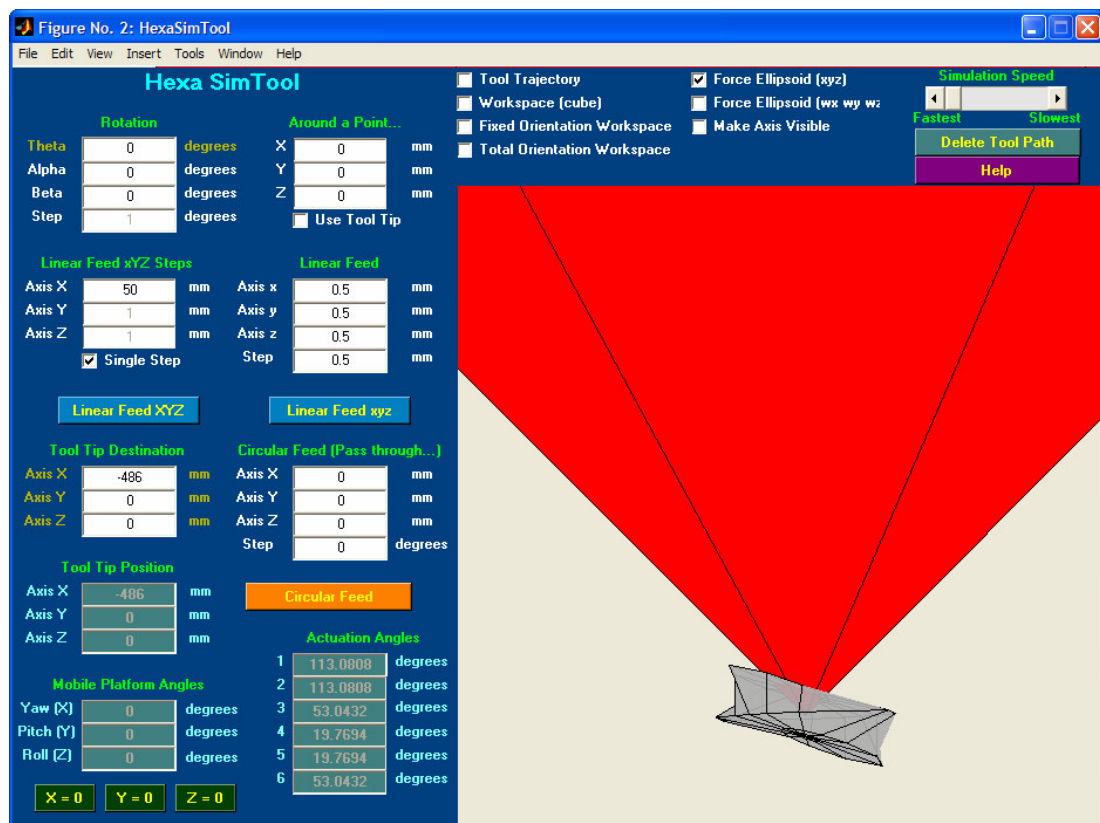 Figure No. 2: HexaSimTool
File Edit View Insert Tools Window Help
Hexa SimTool
Rotation
Around a Point...
Theta 0 degrees X 0 mm
Alpha 0 degrees Y 0 mm
Beta 0 degrees Z 0 mm
Step 1 degrees Use Tool Tip
Linear Feed xYZ Steps
Linear Feed
Axis X 50 mm Axis x 0.5 mm
Axis Y 1 mm Axis y 0.5 mm
Axis Z 1 mm Axis z 0.5 mm
Single Step Step 0.5 mm
Linear Feed XYZ Linear Feed xyz
Tool Tip Destination
Circular Feed (Pass through...)
Axis X -486 mm Axis X 0 mm
Axis Y 0 mm Axis Y 0 mm
Axis Z 0 mm Axis Z 0 mm
Step 0 degrees
Tool Tip Position
Axis X -486 mm
Circular Feed
Axis Y 0 mm
Axis Z 0 mm
Actuation Angles
1 113.0808 degrees
Mobile Platform Angles
2 113.0808 degrees
Yaw (X) 0 degrees 3 53.0432 degrees
Pitch (Y) 0 degrees 4 19.7694 degrees
Roll (Z) 0 degrees 5 19.7694 degrees
6 53.0432 degrees
X = 0 Y = 0 Z = 0
Tool Trajectory Force Ellipsoid (xyz)
Workspace (cube) Force Ellipsoid (wx wy wz
Fixed Orientation Workspace Make Axis Visible
Total Orientation Workspace
Simulation Speed
Fastest Slowest
Delete Tool Path
Help